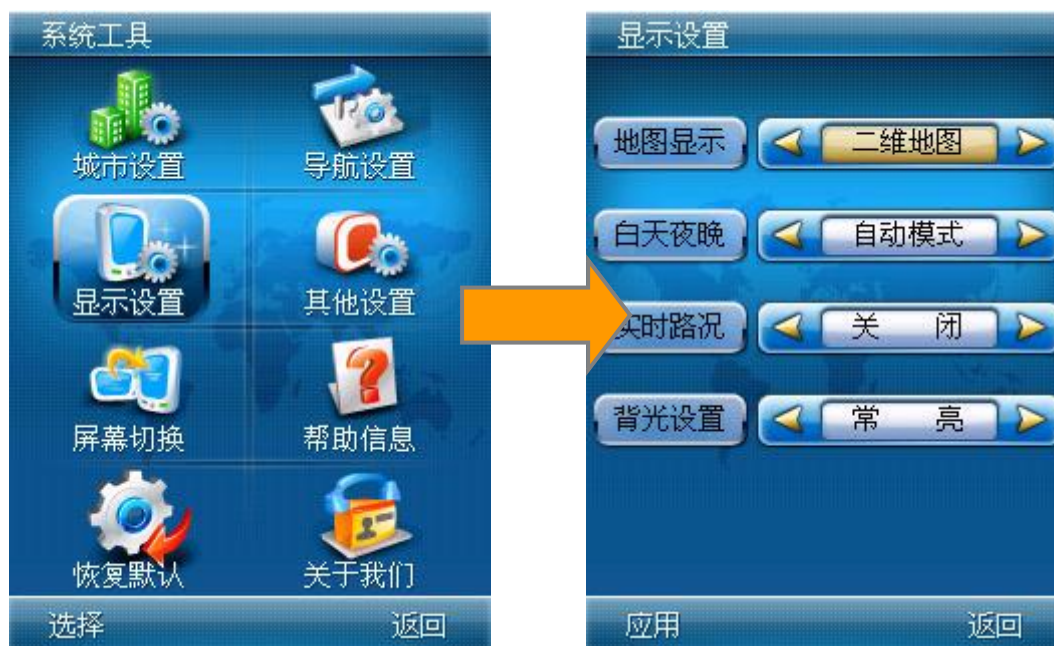 系统工具
城市设置
导航设置
显示设置
其他设置
屏幕切换
帮助信息
恢复默认
关于我们
选择
返回
显示设置
地图显示
二维地图
白天夜晚
自动模式
实时路况
关 闭
背光设置
常 亮
应用
返回